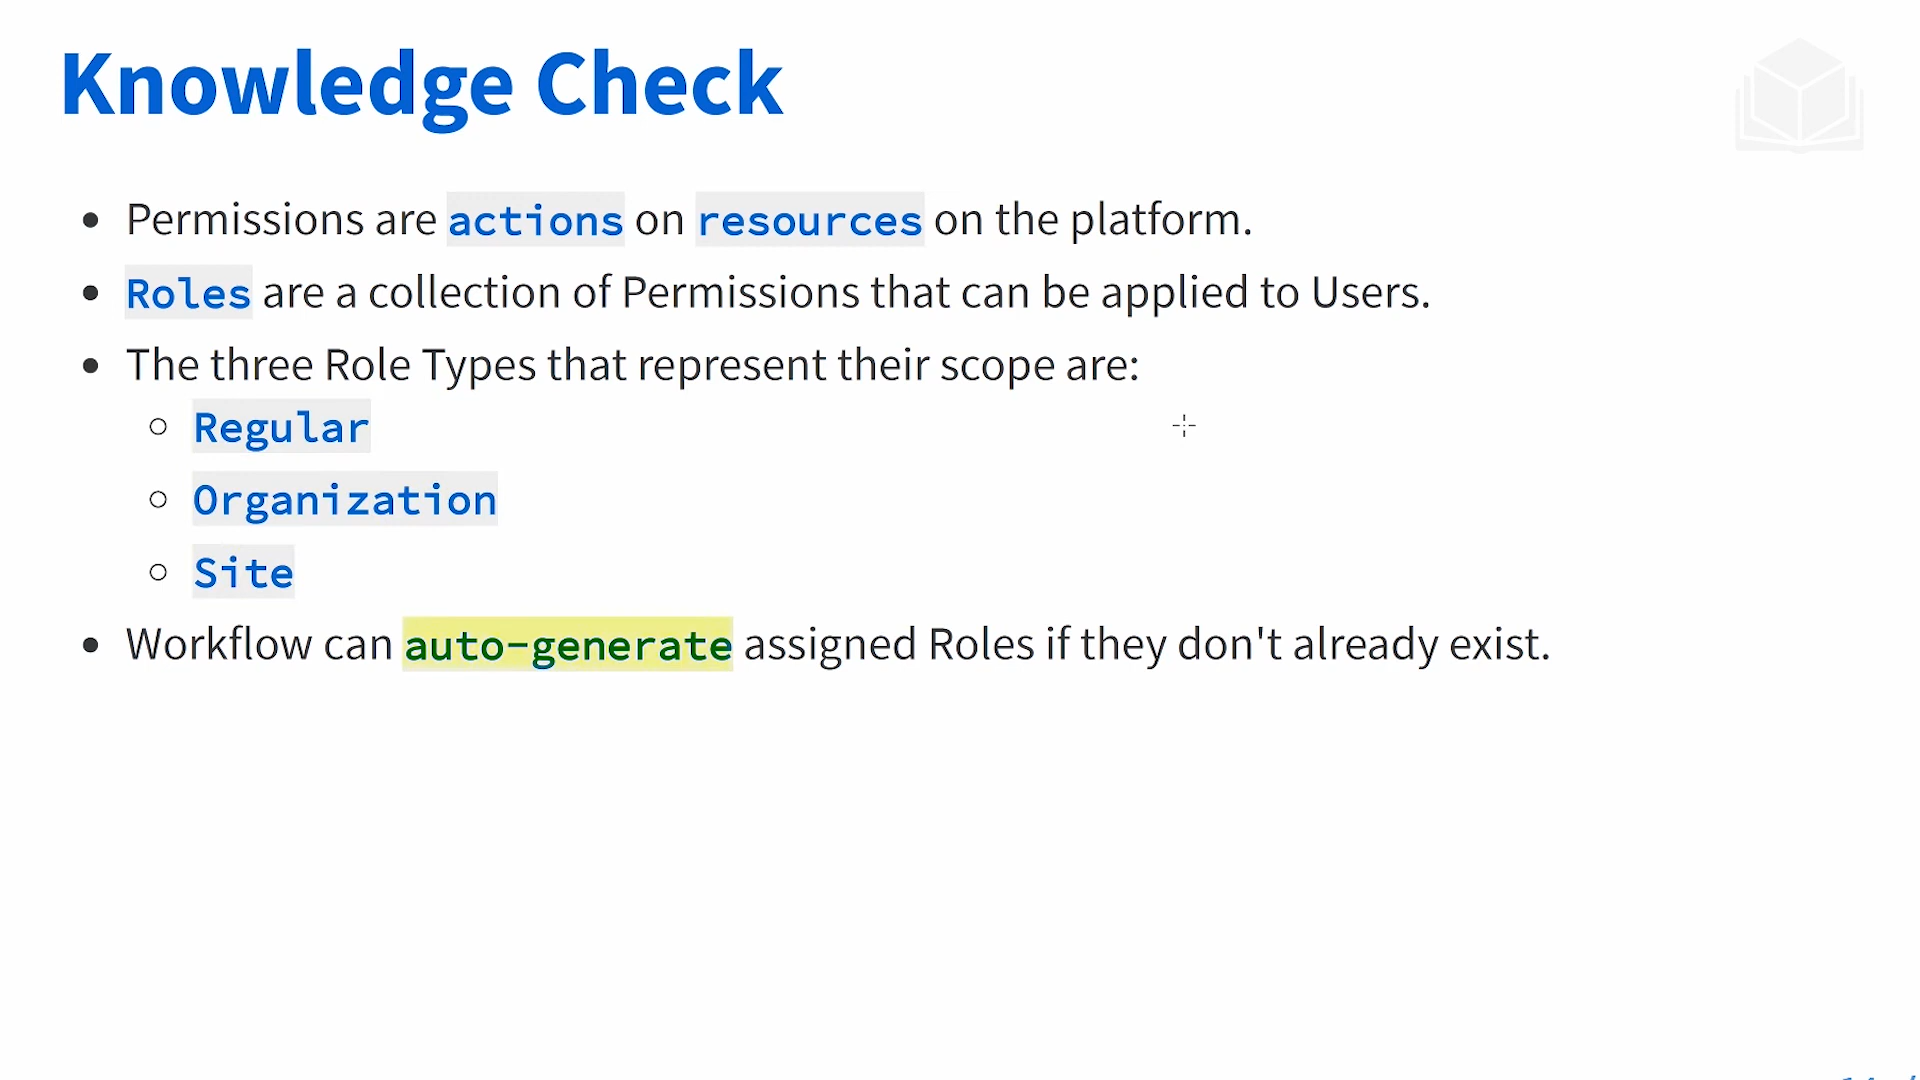 Knowledge Check
Permissions are actions on resources on the platform.
Roles are a collection of Permissions that can be applied to Users.
The three Role Types that represent their scope are:
Regular
Organization
Site
Workflow can auto-generate assigned Roles if they don't already exist.